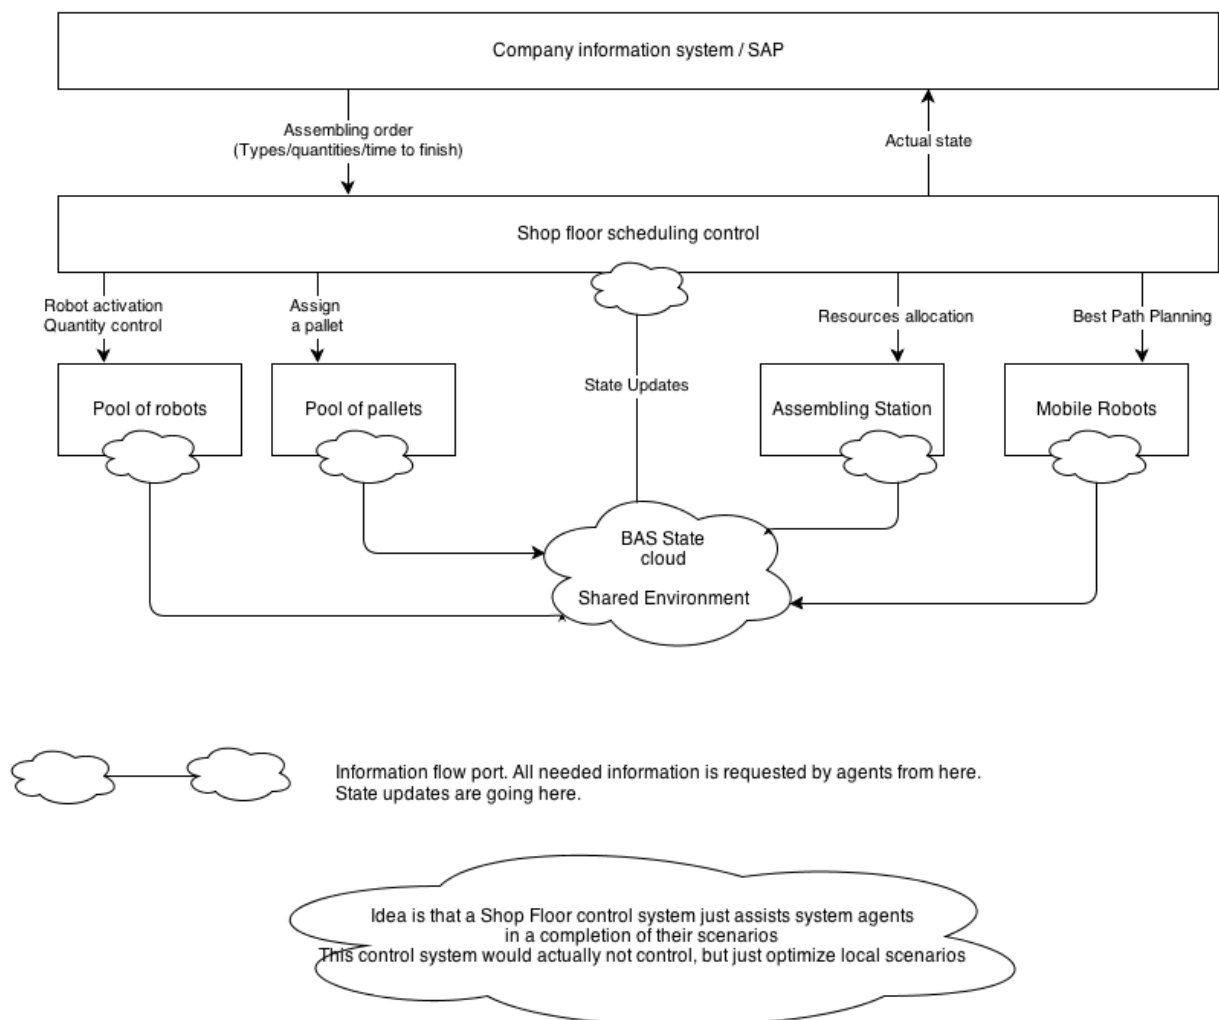 Company information system / SAP
Assembling order
(Types/quantities/time to finish)
Actual state
Shop floor scheduling control
Robot activation
Quantity control
Assign
a pallet
Resources allocation
Best Path Planning
State Updates
Pool of robots
Pool of pallets
Assembling Station
Mobile Robots
BAS State
cloud
Shared Environment
Information flow port. All needed information is requested by agents from here.
State updates are going here.
Idea is that a Shop Floor control system just assists system agents
in a completion of their scenarios
This control system would actually not control, but just optimize local scenarios